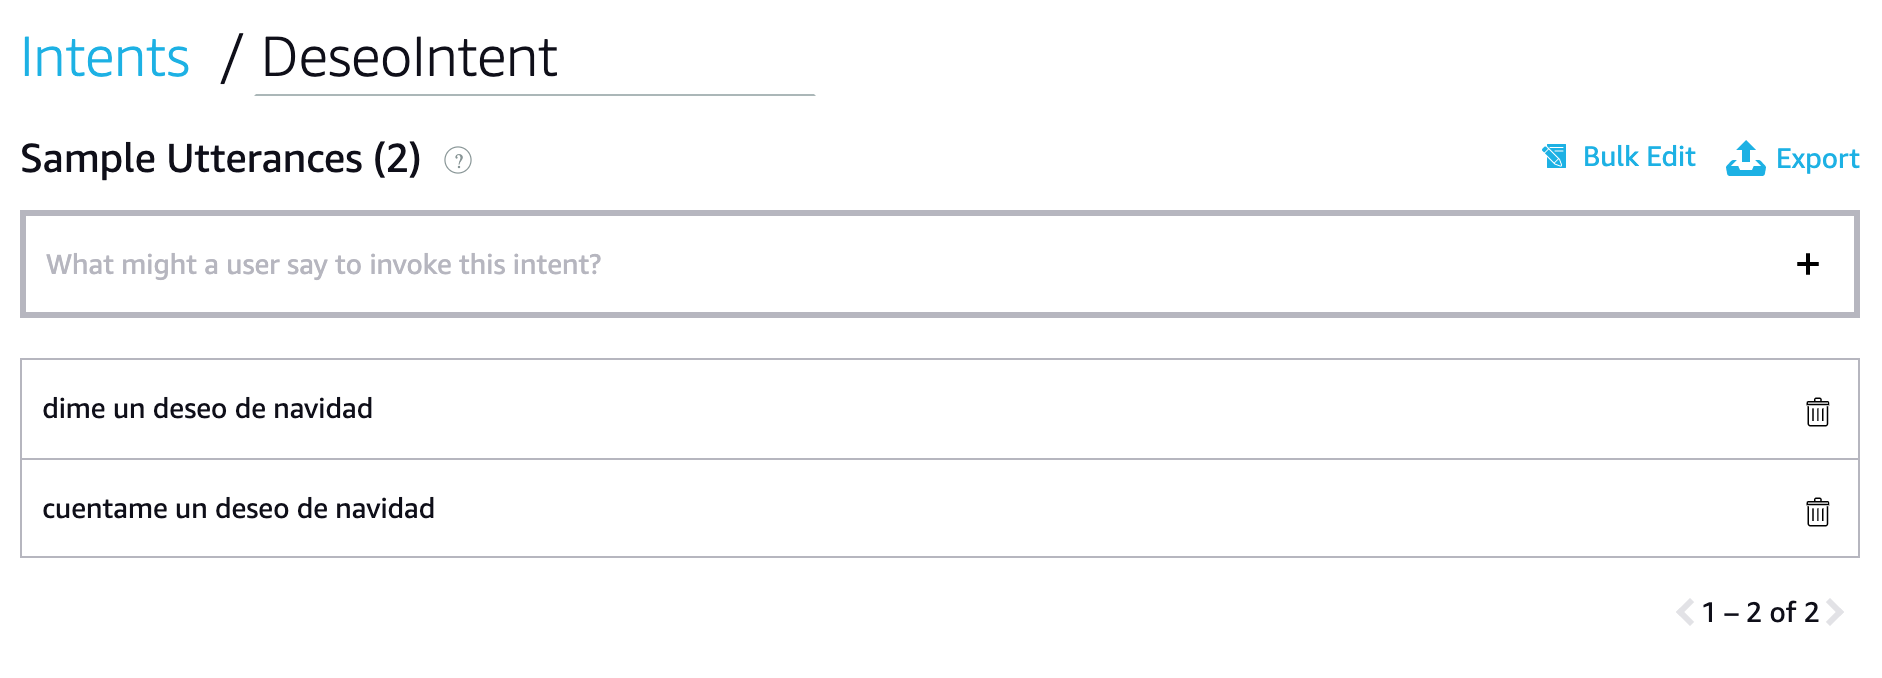 Intents / DeseoIntent
Sample Utterances (2) ?
Bulk Edit Export
What might a user say to invoke this intent? +
dime un deseo de navidad
cuentame un deseo de navidad
1 – 2 of 2